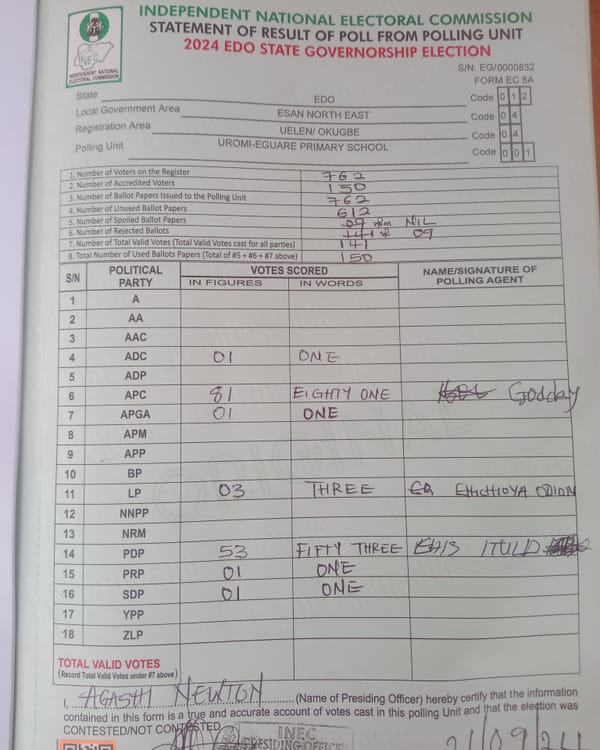 INDEPENDENT NATIONAL ELECTORAL COMMISSION
STATEMENT OF RESULT OF POLL FROM POLLING UNIT
2024 EDO STATE GOVERNORSHIP ELECTION
INEC
INDEPENDENT NATIONAL
ELECTORAL COMMISSION
S/N: EG/0000832
FORM EC 8A
State EDO Code 0 1 2
Local Government Area ESAN NORTH EAST Code 0 4
Registration Area UELEN/ OKUGBE Code 0 4
Polling Unit UROMI-EGUARE PRIMARY SCHOOL Code 0 0 1
1. Number of Voters on the Register 762
2. Number of Accredited Voters 150
3. Number of Ballot Papers Issued to the Polling Unit 762
4. Number of Unused Ballot Papers 612
5. Number of Spoiled Ballot Papers 09 NIL
6. Number of Rejected Ballots 141 09
7. Number of Total Valid Votes (Total Valid Votes cast for all parties) 141
8. Total Number of Used Ballots Papers (Total of #5 + #6 + #7 above) 150
S/N POLITICAL PARTY VOTES SCORED NAME/SIGNATURE OF POLLING AGENT
IN FIGURES IN WORDS
1 A
2 AA
3 AAC
4 ADC 01 ONE
5 ADP
6 APC 81 EIGHTY ONE Godday
7 APGA 01 ONE
8 APM
9 APP
10 BP
11 LP 03 THREE EHICHIOYA ODION
12 NNPP
13 NRM
14 PDP 53 FIFTY THREE
15 PRP 01 ONE
16 SDP 01 ONE
17 YPP
18 ZLP
ORIGINAL
TOTAL VALID VOTES
(Record Total Valid Votes under #7 above)
I, AGASHI NEWTON (Name of Presiding Officer) hereby certify that the information
contained in this form is a true and accurate account of votes cast in this polling Unit and that the election was
CONTESTED/NOT CONTESTED
INEC
PRESIDING OFFICER
21/09/24